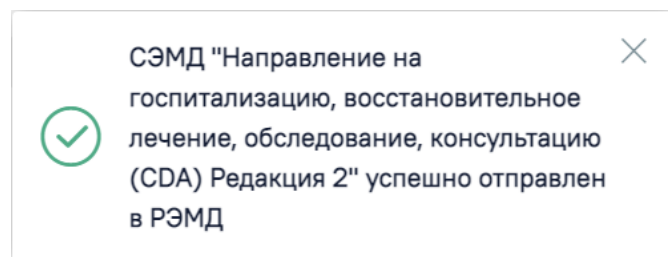 СЭМД "Направление на
госпитализацию, восстановительное
лечение, обследование, консультацию
(CDA) Редакция 2" успешно отправлен
в РЭМД